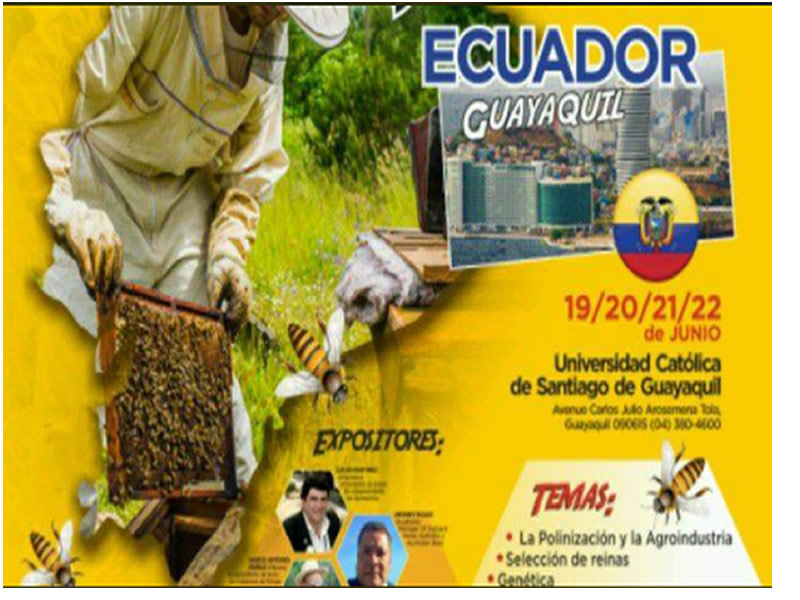 ECUADOR
GUAYAQUIL
19/20/21/22
de JUNIO
Universidad Católica
de Santiago de Guayaquil
Avenue Carlos Julio Arosemena Tola,
Guayaquil 090615 (04) 380-4600
EXPOSITORES:
TEMAS:
• La Polinización y la Agroindustria
• Selección de reinas
• Genética